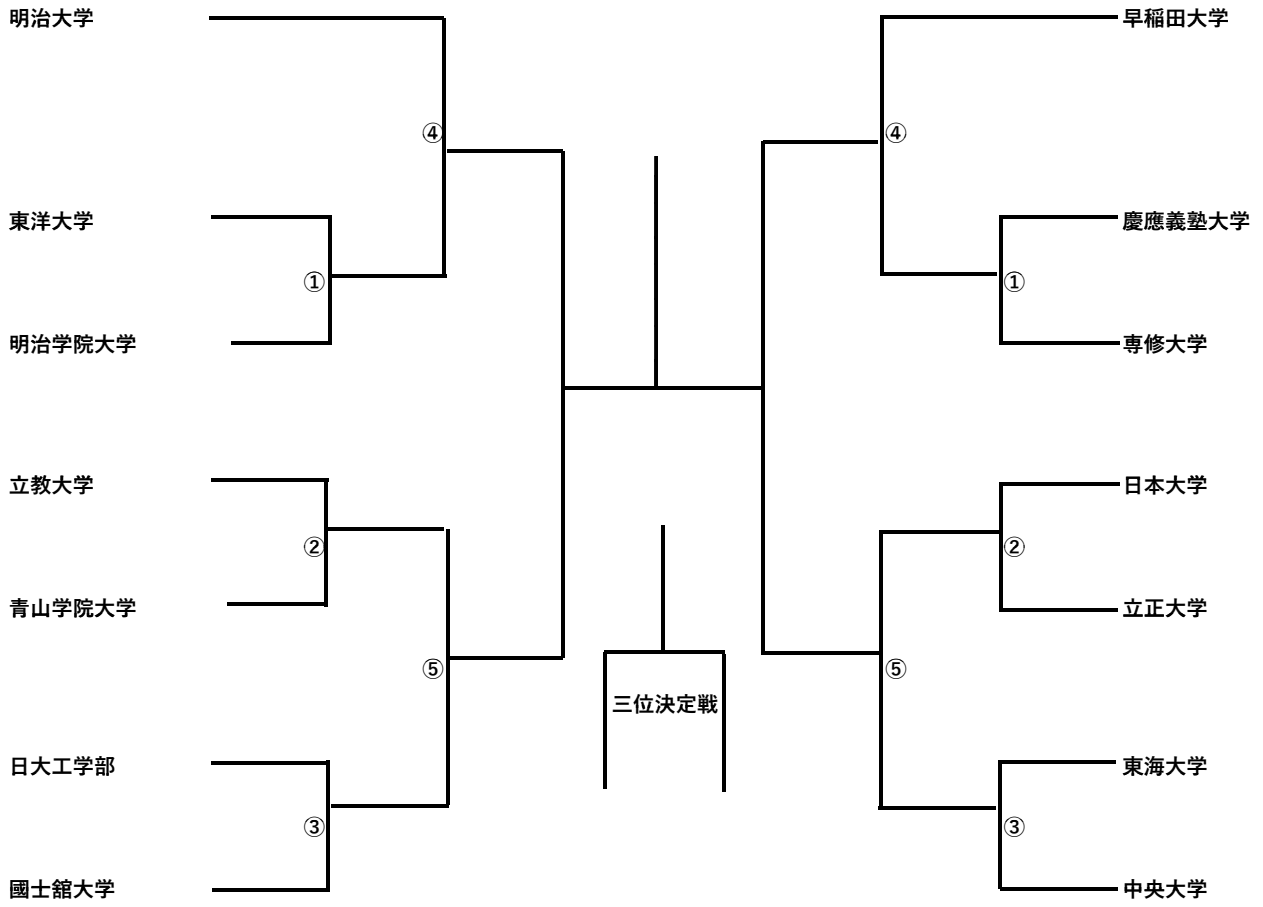 明治大学
④
東洋大学
①
明治学院大学
立教大学
②
青山学院大学
⑤
日大工学部
③
國士舘大学
三位決定戦
早稲田大学
④
慶應義塾大学
①
専修大学
日本大学
②
立正大学
⑤
東海大学
③
中央大学